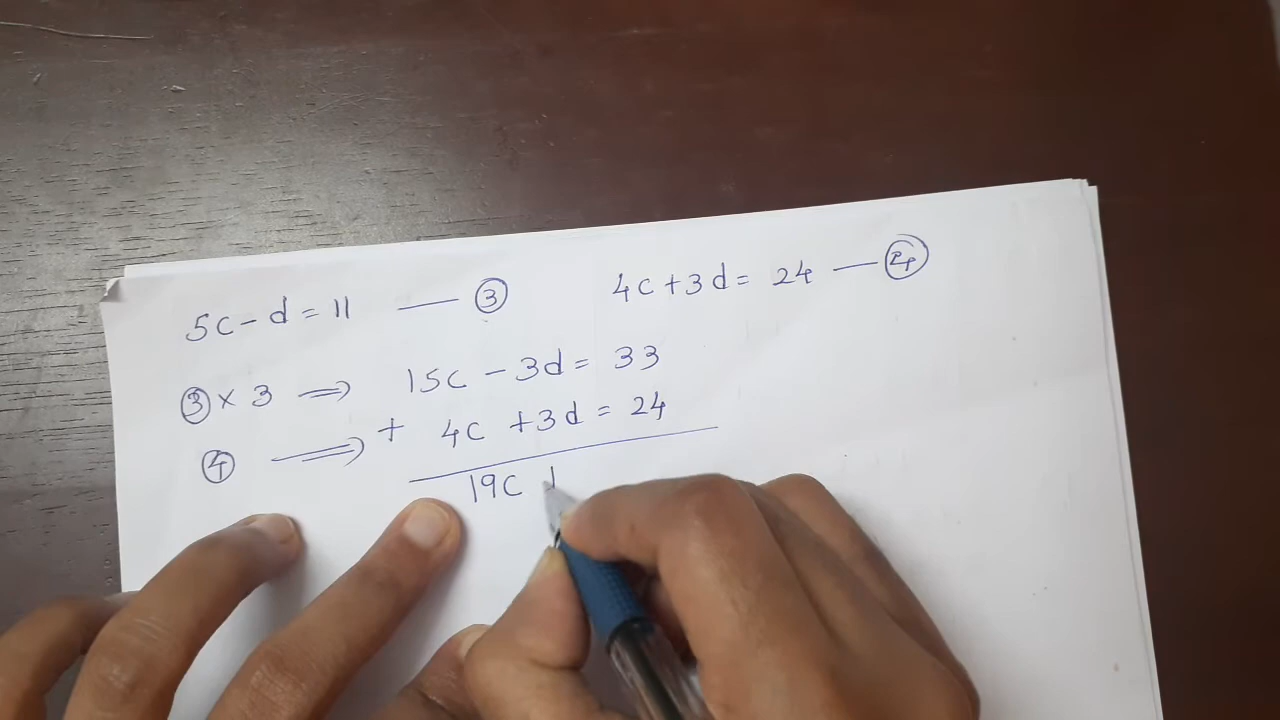 5c - d = 11 — ③ 4c + 3d = 24 — ④
③ × 3 ⟹ 15c - 3d = 33
④ ⟹ + 4c + 3d = 24
19c